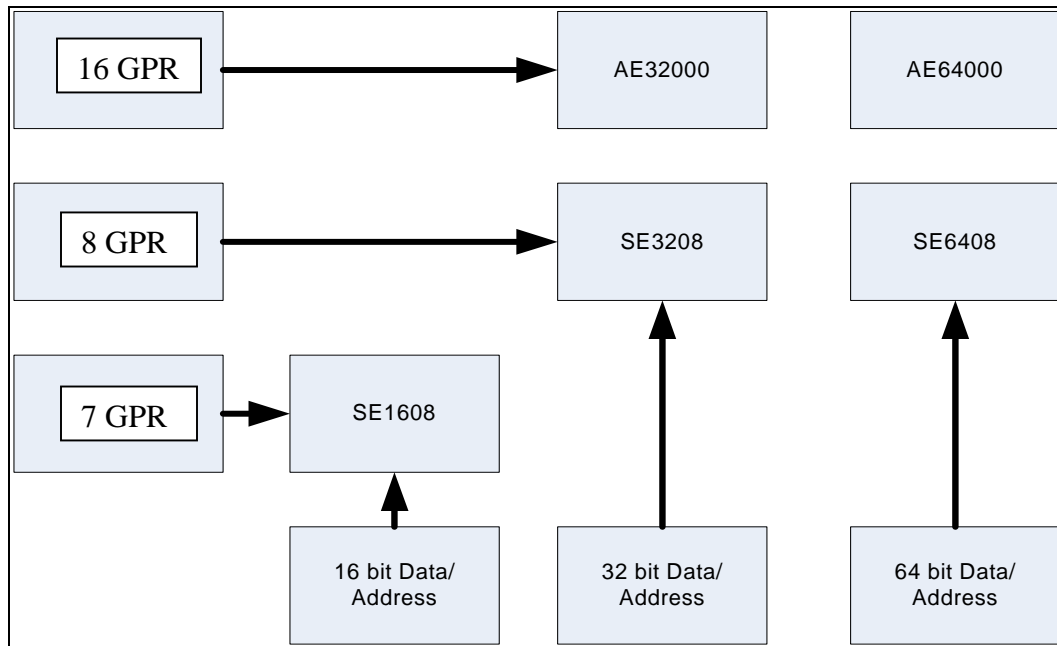 16 GPR
AE32000
AE64000
8 GPR
SE3208
SE6408
7 GPR
SE1608
16 bit Data/
Address
32 bit Data/
Address
64 bit Data/
Address